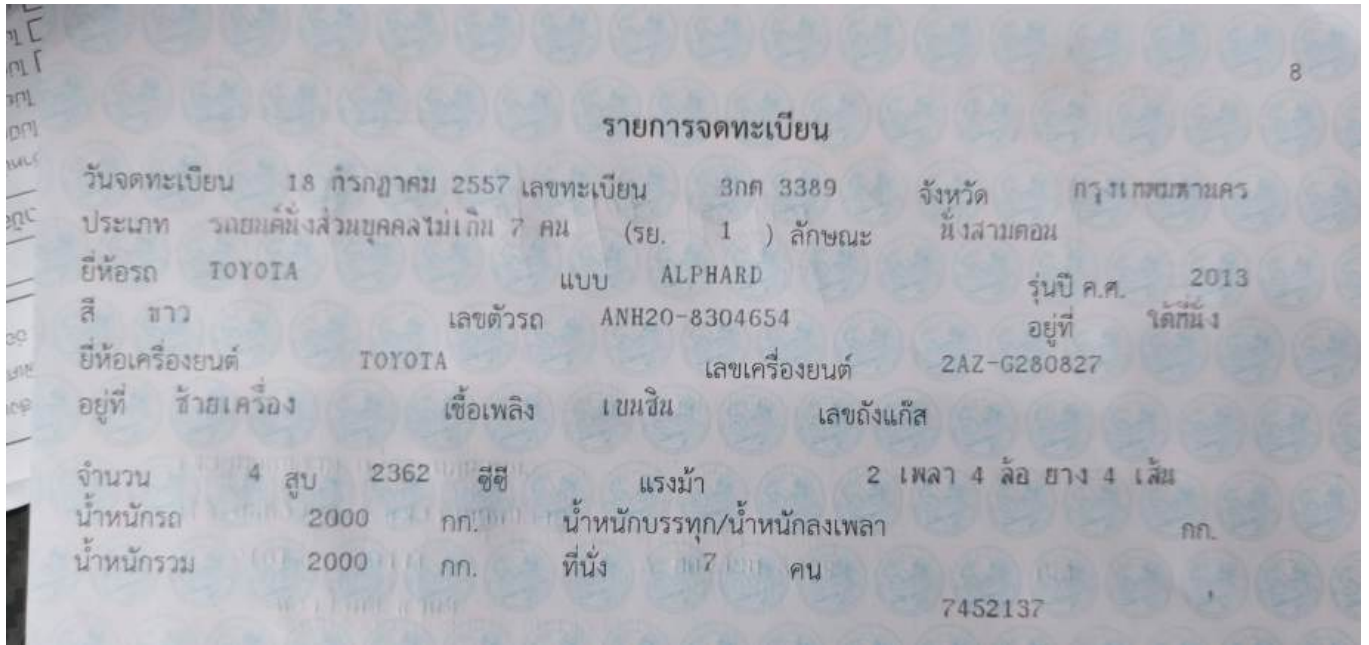 8
รายการจดทะเบียน
วันจดทะเบียน 18 กรกฎาคม 2557 เลขทะเบียน 3กต 3389 จังหวัด กรุงเทพมหานคร
ประเภท รถยนต์นั่งส่วนบุคคลไม่เกิน 7 คน (รย. 1 ) ลักษณะ นั่งสามตอน
ยี่ห้อรถ TOYOTA แบบ ALPHARD รุ่นปี ค.ศ. 2013
สี ขาว เลขตัวรถ ANH20-8304654 อยู่ที่ ใต้ที่นั่ง
ยี่ห้อเครื่องยนต์ TOYOTA เลขเครื่องยนต์ 2AZ-G280827
อยู่ที่ ซ้ายเครื่อง เชื้อเพลิง เบนซิน เลขถังแก๊ส
จำนวน 4 สูบ 2362 ซีซี แรงม้า 2 เพลา 4 ล้อ ยาง 4 เส้น
น้ำหนักรถ 2000 กก. น้ำหนักบรรทุก/น้ำหนักลงเพลา กก.
น้ำหนักรวม 2000 กก. ที่นั่ง 7 คน
7452137